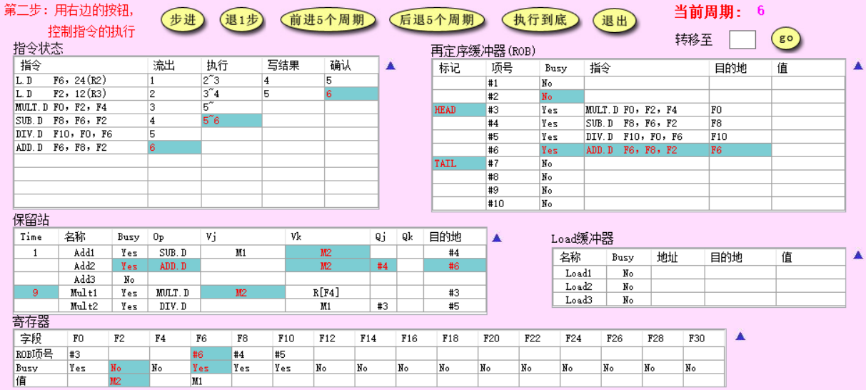 第二步：用右边的按钮，
控制指令的执行
步进 退1步 前进5个周期 后退5个周期 执行到底 退出
当前周期： 6
转移至 go
指令状态
指令 流出 执行 写结果 确认
L.D F6, 24(R2) 1 2~3 4 5
L.D F2, 12(R3) 2 3~4 5 6
MULT.D F0, F2, F4 3 5~
SUB.D F8, F6, F2 4 5~6
DIV.D F10, F0, F6 5
ADD.D F6, F8, F2 6
再定序缓冲器(ROB)
标记 项号 Busy 指令 目的地 值
#1 No
#2 No
HEAD #3 Yes MULT.D F0, F2, F4 F0
#4 Yes SUB.D F8, F6, F2 F8
#5 Yes DIV.D F10, F0, F6 F10
#6 Yes ADD.D F6, F8, F2 F6
TAIL #7 No
#8 No
#9 No
#10 No
保留站
Time 名称 Busy Op Vj Vk Qj Qk 目的地
1 Add1 Yes SUB.D M1 M2 #4
Add2 Yes ADD.D M2 #4 #6
Add3 No
9 Mult1 Yes MULT.D M2 R[F4] #3
Mult2 Yes DIV.D M1 #3 #5
Load缓冲器
名称 Busy 地址 目的地 值
Load1 No
Load2 No
Load3 No
寄存器
字段 F0 F2 F4 F6 F8 F10 F12 F14 F16 F18 F20 F22 F24 F26 F28 F30
ROB项号 #3 #6 #4 #5
Busy Yes No No Yes Yes Yes No No No No No No No No No No
值 M2 M1